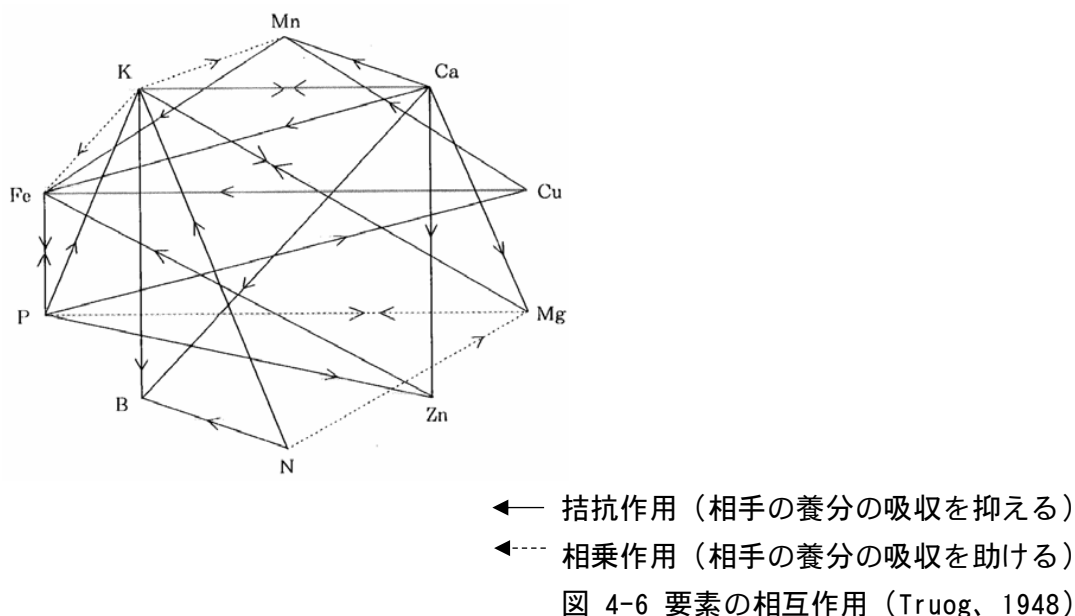 Mn
K
Ca
Fe
Cu
P
Mg
B
Zn
N
拮抗作用（相手の養分の吸収を抑える）
相乗作用（相手の養分の吸収を助ける）
図 4-6 要素の相互作用（Truog、1948）